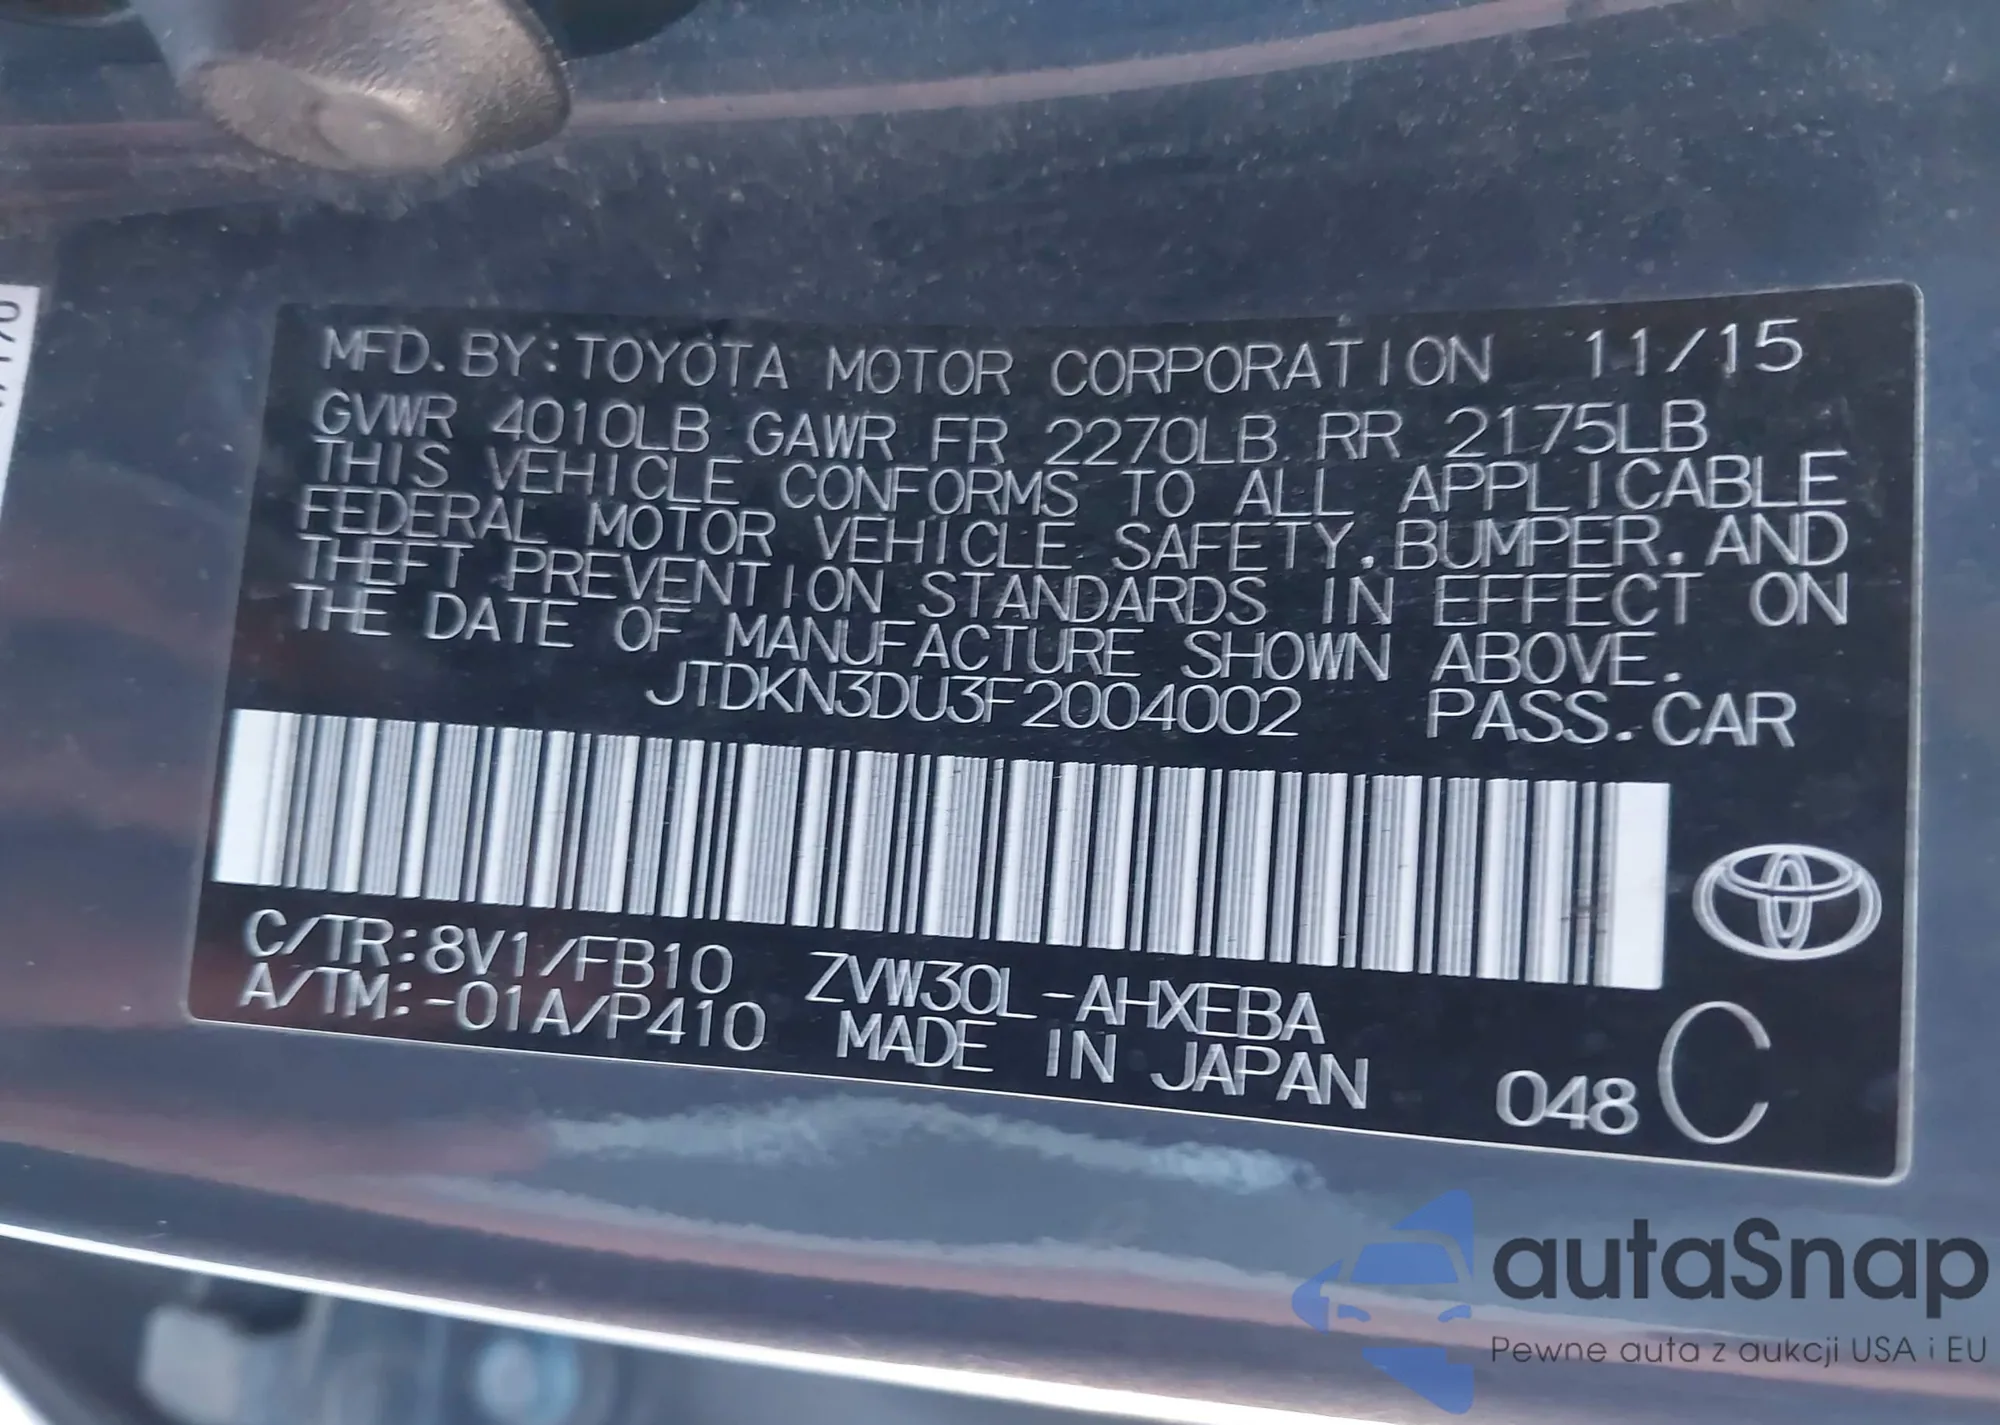 MFD.BY:TOYOTA MOTOR CORPORATION 11/15
GVWR 4010LB GAWR FR 2270LB RR 2175LB
THIS VEHICLE CONFORMS TO ALL APPLICABLE
FEDERAL MOTOR VEHICLE SAFETY,BUMPER,AND
THEFT PREVENTION STANDARDS IN EFFECT ON
THE DATE OF MANUFACTURE SHOWN ABOVE.
JTDKN3DU3F2004002 PASS.CAR
C/TR:8V1/FB10 ZVW30L-AHXEBA
A/TM:-01A/P410 MADE IN JAPAN 048 C
autaSnap
Pewne auta z aukcji USA i EU